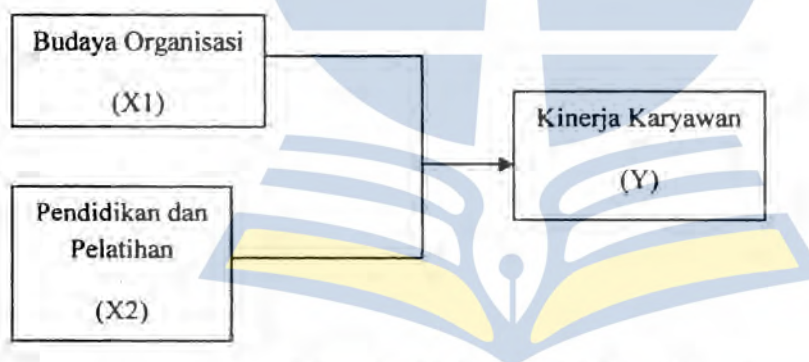 Budaya Organisasi
(X1)
Pendidikan dan
Pelatihan
(X2)
Kinerja Karyawan
(Y)